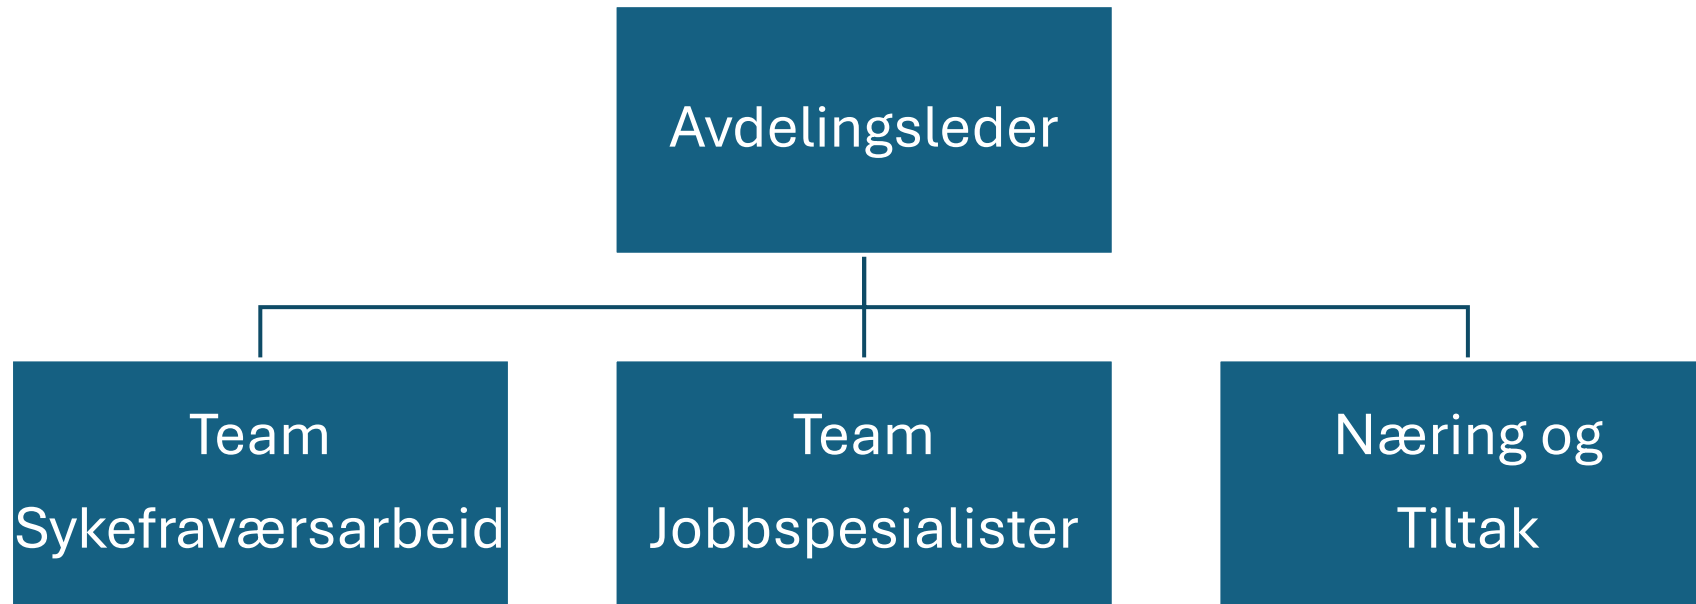 Avdelingsleder
Team
Sykefraværsarbeid
Team
Jobbspesialister
Næring og
Tiltak